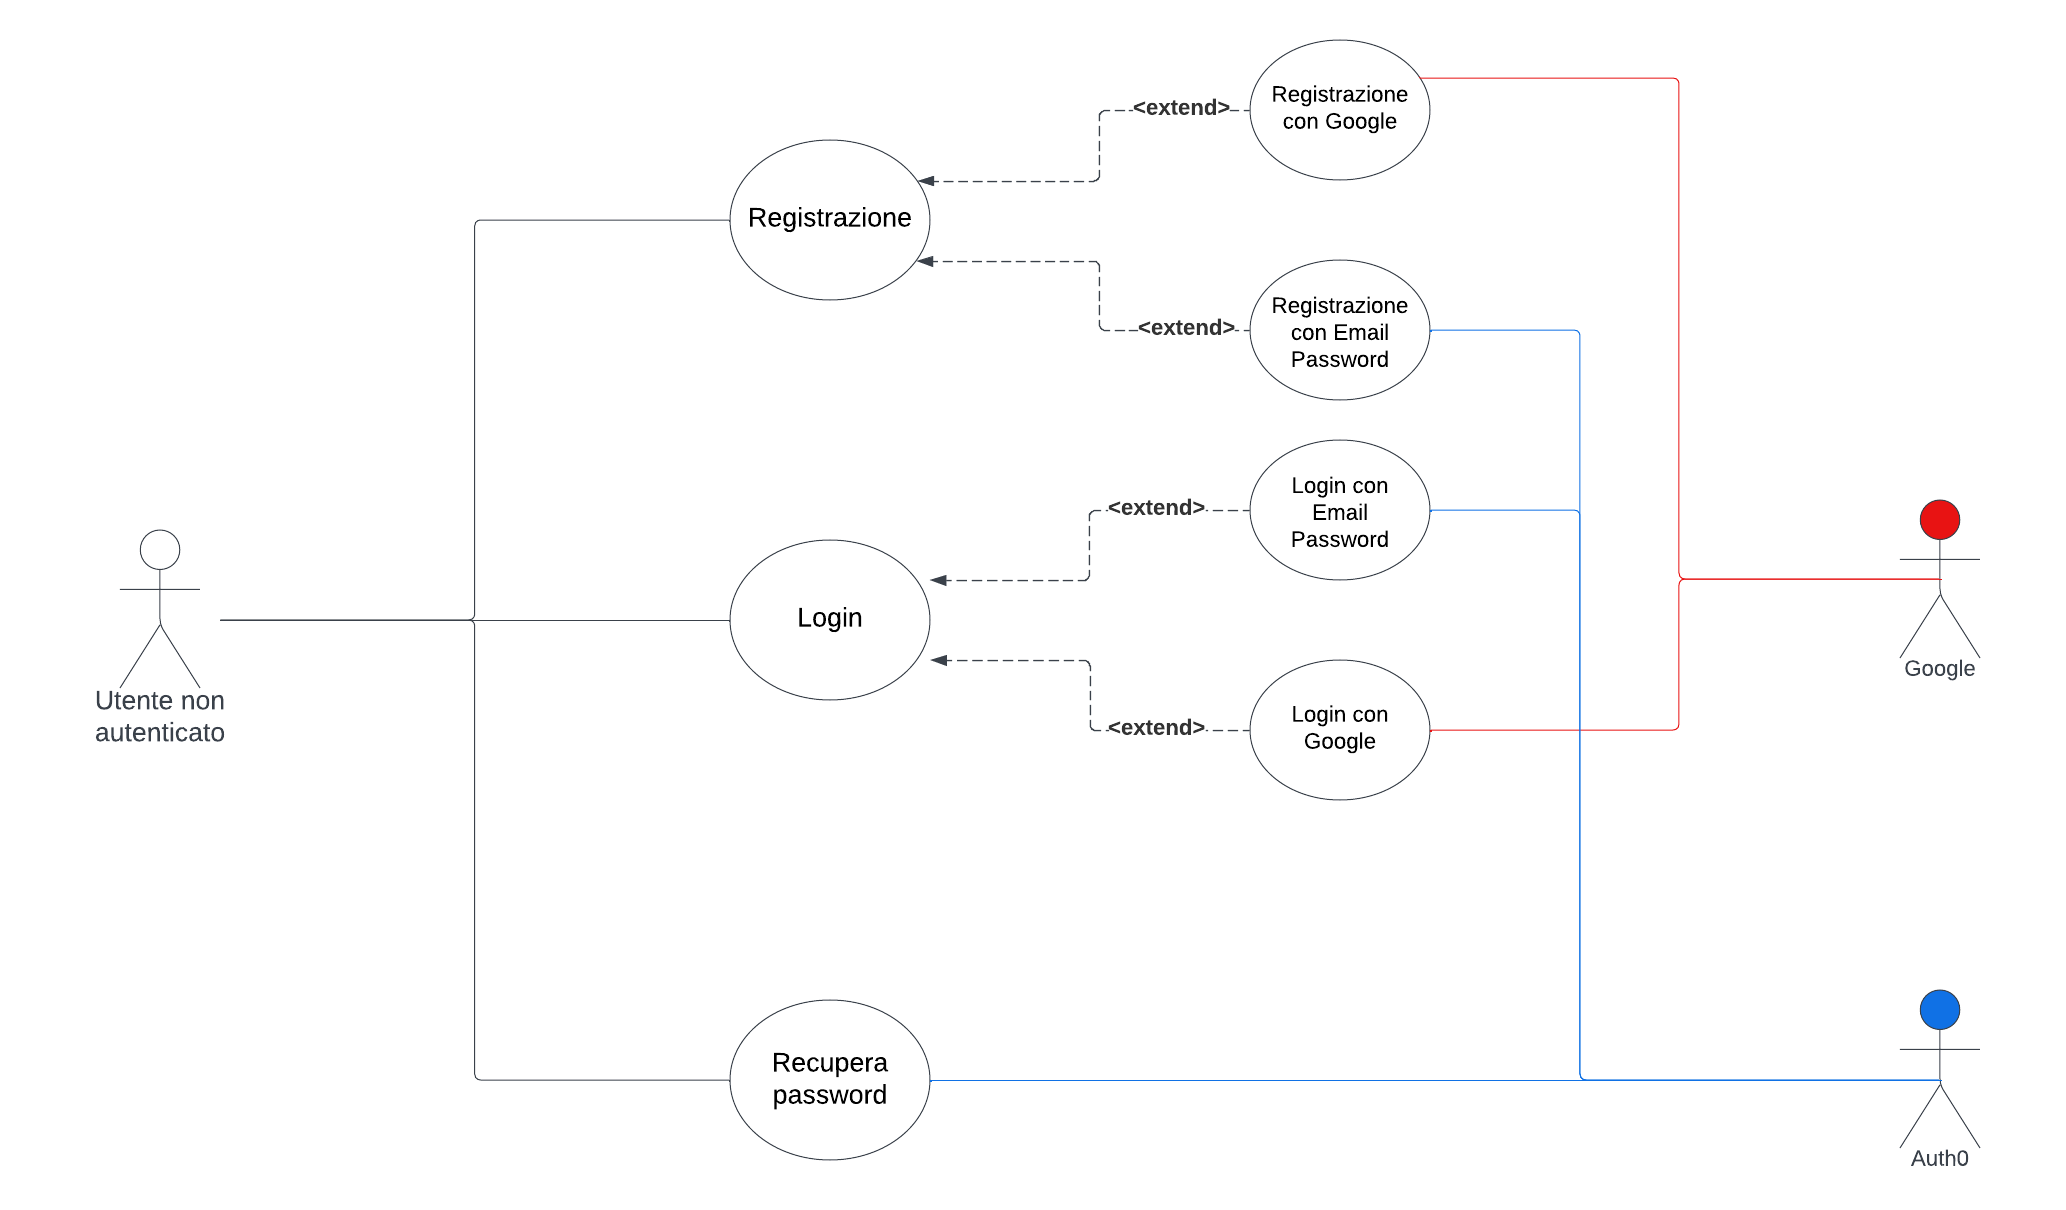 Registrazione
con Google
<extend>
Registrazione
<extend>
Registrazione
con Email
Password
<extend>
Login con
Email
Password
Login
<extend>
Login con
Google
Utente non
autenticato
Google
Recupera
password
Auth0